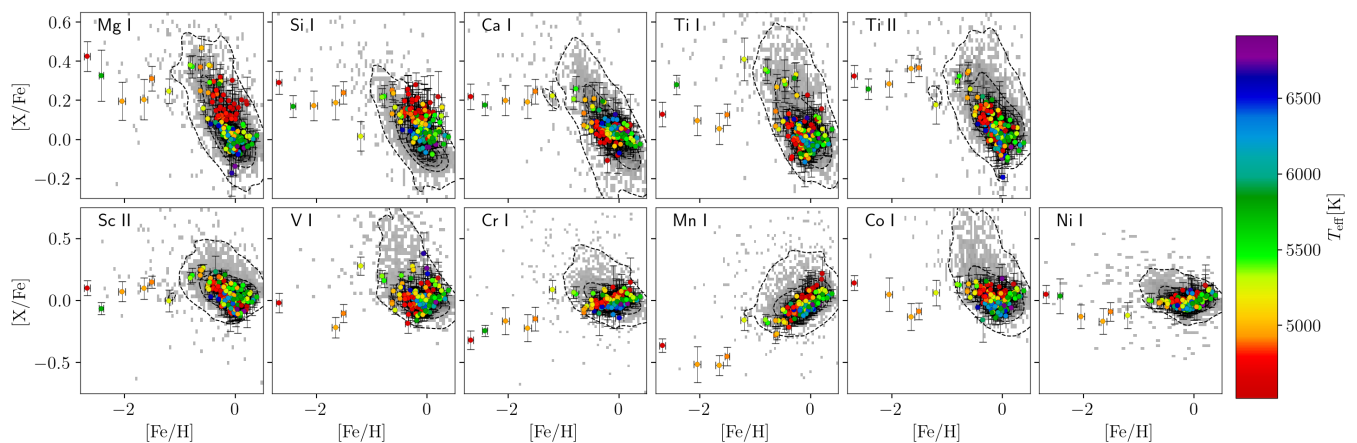 Mg I Si I Ca I Ti I Ti II
0.6
0.4
0.2
0.0
−0.2
[X/Fe]
Sc II V I Cr I Mn I Co I Ni I
0.5
0.0
−0.5
[X/Fe]
−2 0 −2 0 −2 0 −2 0 −2 0 −2 0
[Fe/H] [Fe/H] [Fe/H] [Fe/H] [Fe/H] [Fe/H]
6500
6000
5500
5000
T_eff [K]